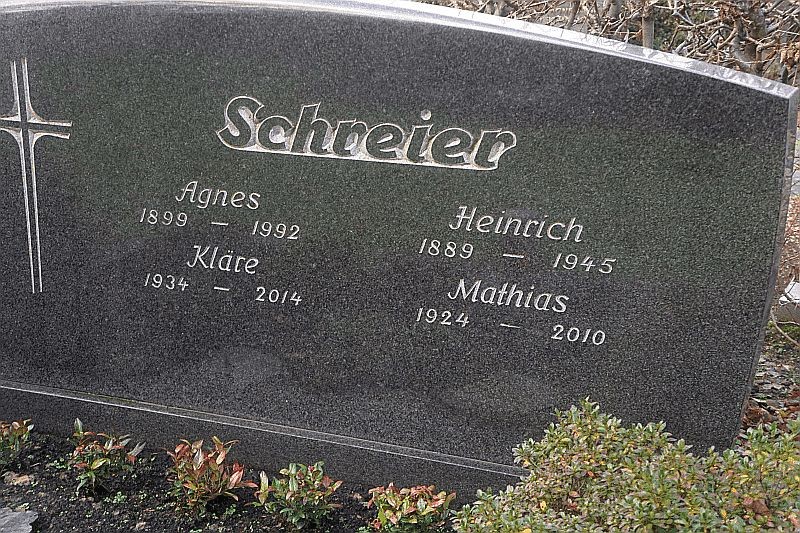 Schreier
Agnes
1899 — 1992
Kläre
1934 — 2014
Heinrich
1889 — 1945
Mathias
1924 — 2010